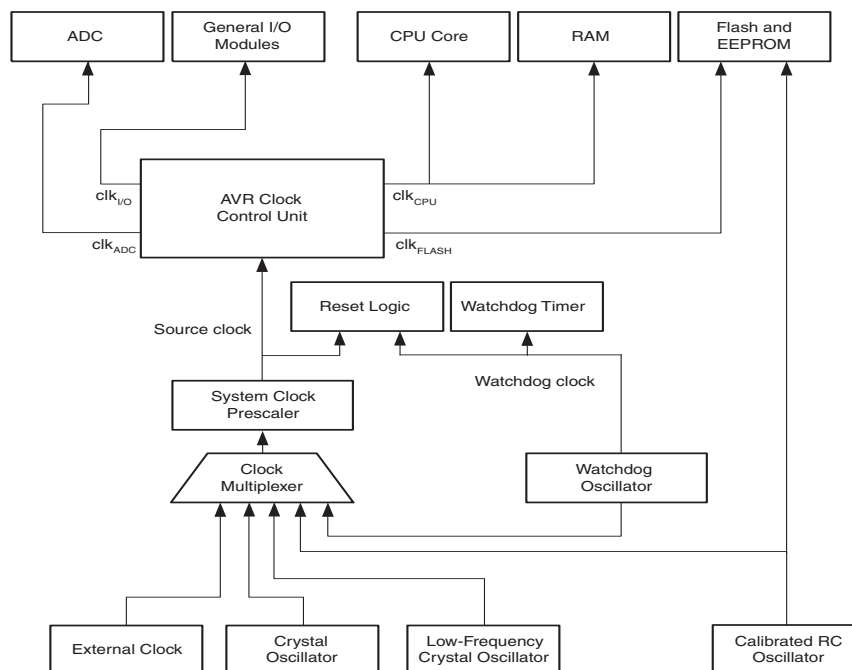 ADC
General I/O
Modules
CPU Core
RAM
Flash and
EEPROM
clkI/O
AVR Clock
Control Unit
clkCPU
clkADC
clkFLASH
Reset Logic
Watchdog Timer
Source clock
Watchdog clock
System Clock
Prescaler
Clock
Multiplexer
Watchdog
Oscillator
External Clock
Crystal
Oscillator
Low-Frequency
Crystal Oscillator
Calibrated RC
Oscillator